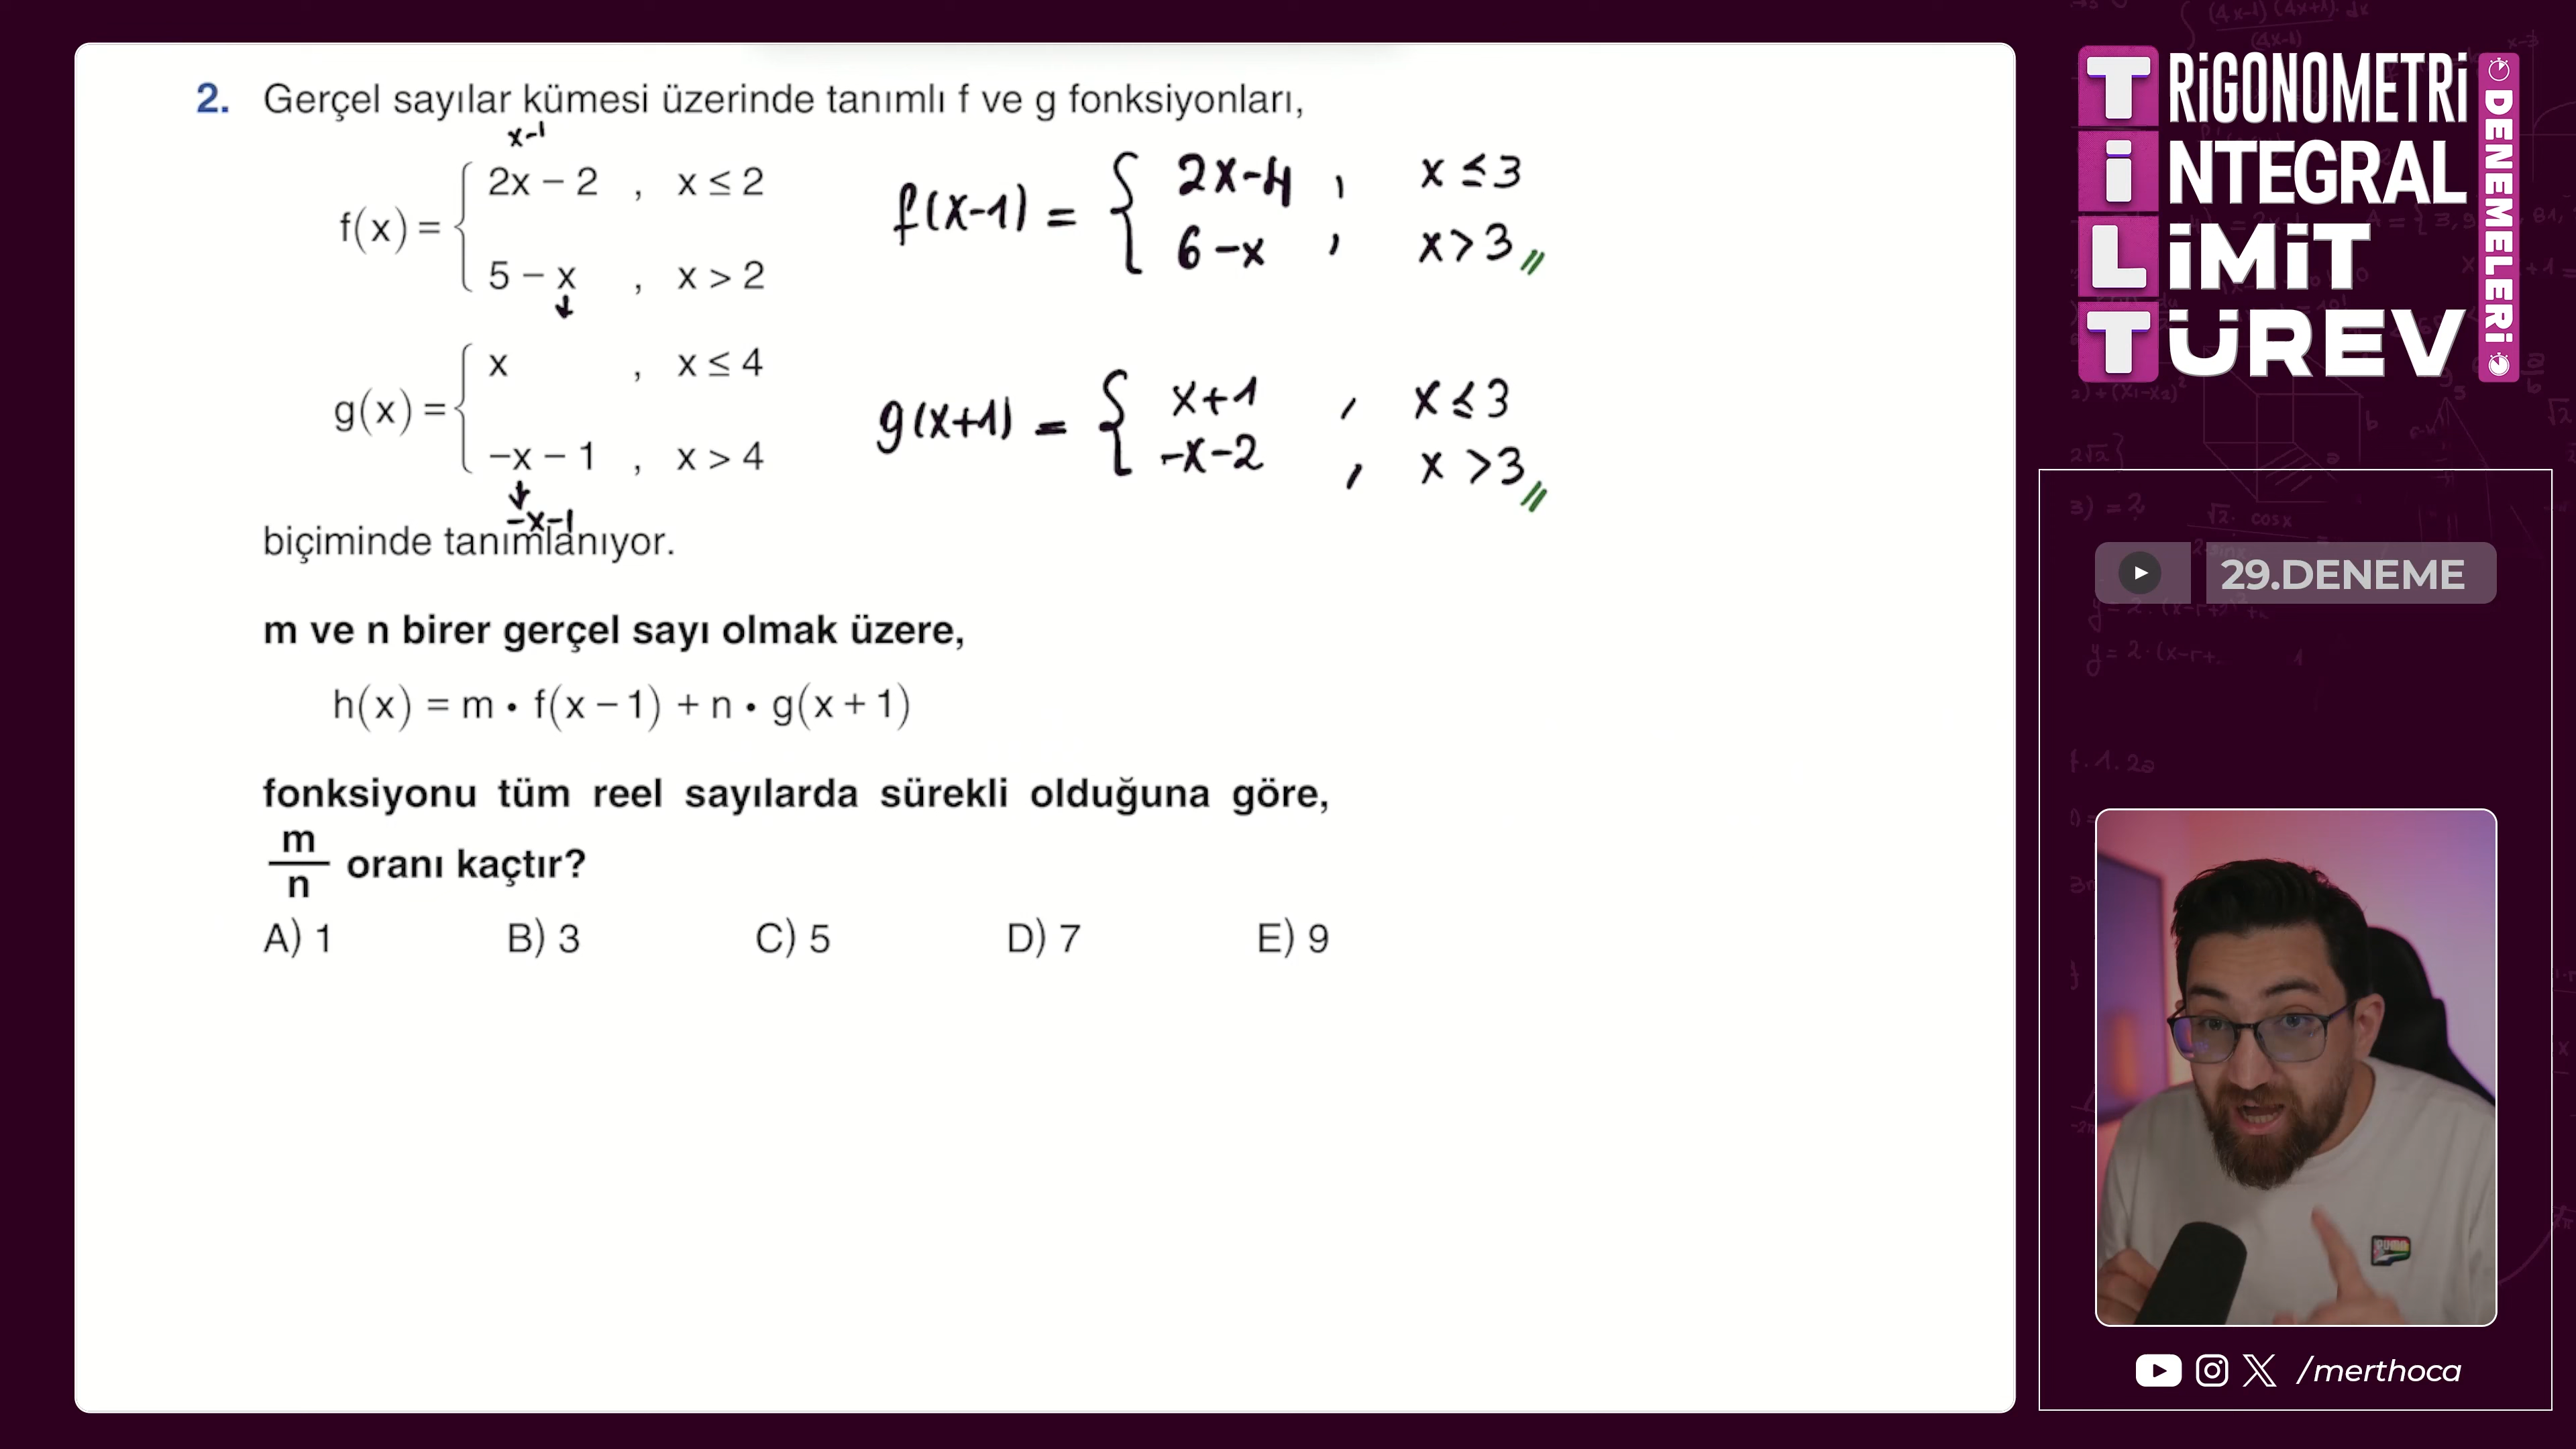 2. Gerçel sayılar kümesi üzerinde tanımlı f ve g fonksiyonları,
x-1
f(x) = { 2x − 2 , x ≤ 2
5 − x , x > 2
f(x-1) = { 2x-4 , x ≤ 3
6-x , x > 3 //
g(x) = { x , x ≤ 4
−x − 1 , x > 4
-x-1
g(x+1) = { x+1 , x ≤ 3
-x-2 , x > 3 //
biçiminde tanımlanıyor.
m ve n birer gerçel sayı olmak üzere,
h(x) = m • f(x − 1) + n • g(x + 1)
fonksiyonu tüm reel sayılarda sürekli olduğuna göre,
m/n oranı kaçtır?
A) 1 B) 3 C) 5 D) 7 E) 9
TRiGONOMETRi
iNTEGRAL
LiMiT
TÜREV
DENEMELERi
29.DENEME
PUMA
/merthoca